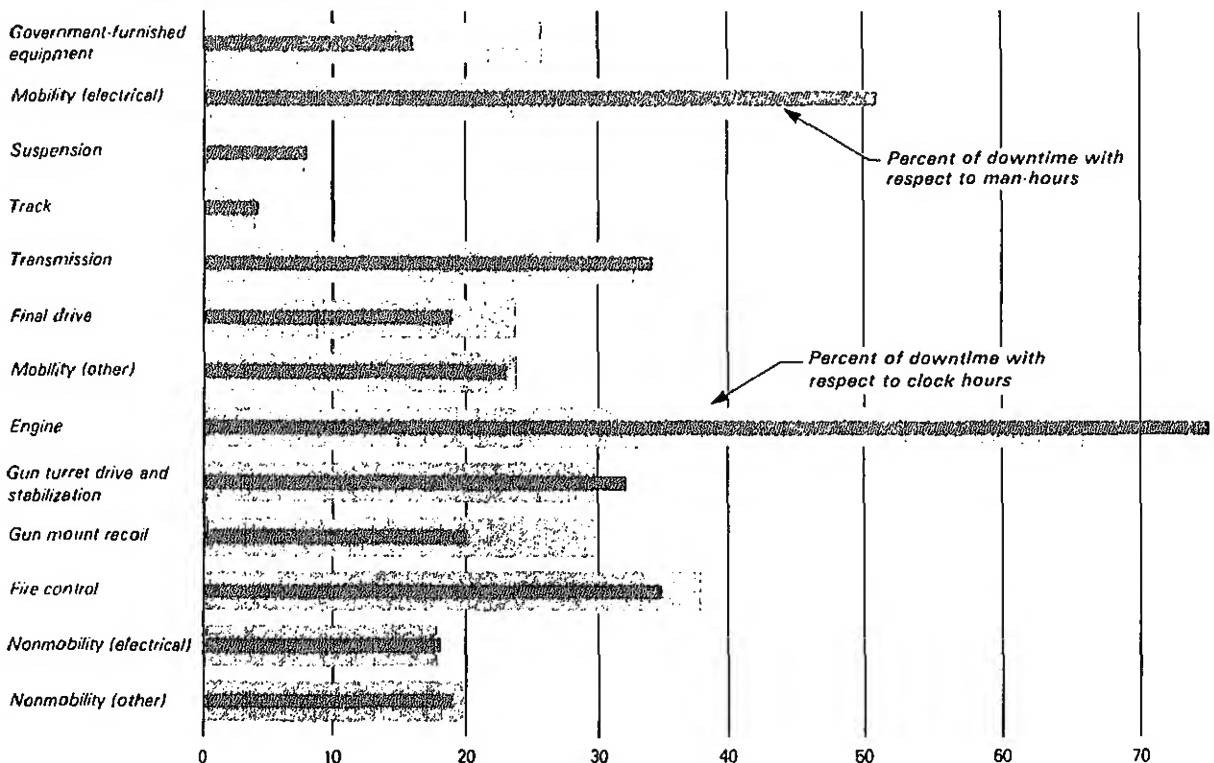 Government-furnished
equipment
Mobility (electrical)
Percent of downtime with
respect to man-hours
Suspension
Track
Transmission
Final drive
Mobility (other)
Percent of downtime with
respect to clock hours
Engine
Gun turret drive and
stabilization
Gun mount recoil
Fire control
Nonmobility (electrical)
Nonmobility (other)
0 10 20 30 40 50 60 70